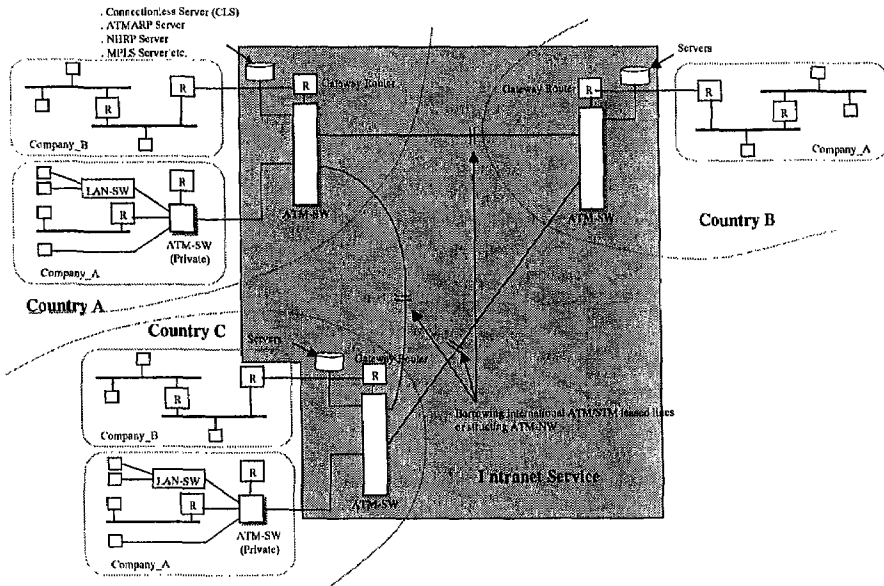 . Connectionless Server (CLS)
. ATMARP Server
. NHRP Server
. MPLS Server etc.
Servers
R
Gateway Router
R
Gateway Router
R
R
R
R
Company_B
Company_A
LAN-SW
R
R
ATM-SW
(Private)
Company_A
ATM-SW
ATM-SW
Country B
Country A
Country C
Servers
Gateway Router
R
R
R
Company_B
Borrowing international ATM/STM leased lines
or structing ATM-NW
Intranet Service
LAN-SW
R
R
ATM-SW
(Private)
Company_A
ATM-SW